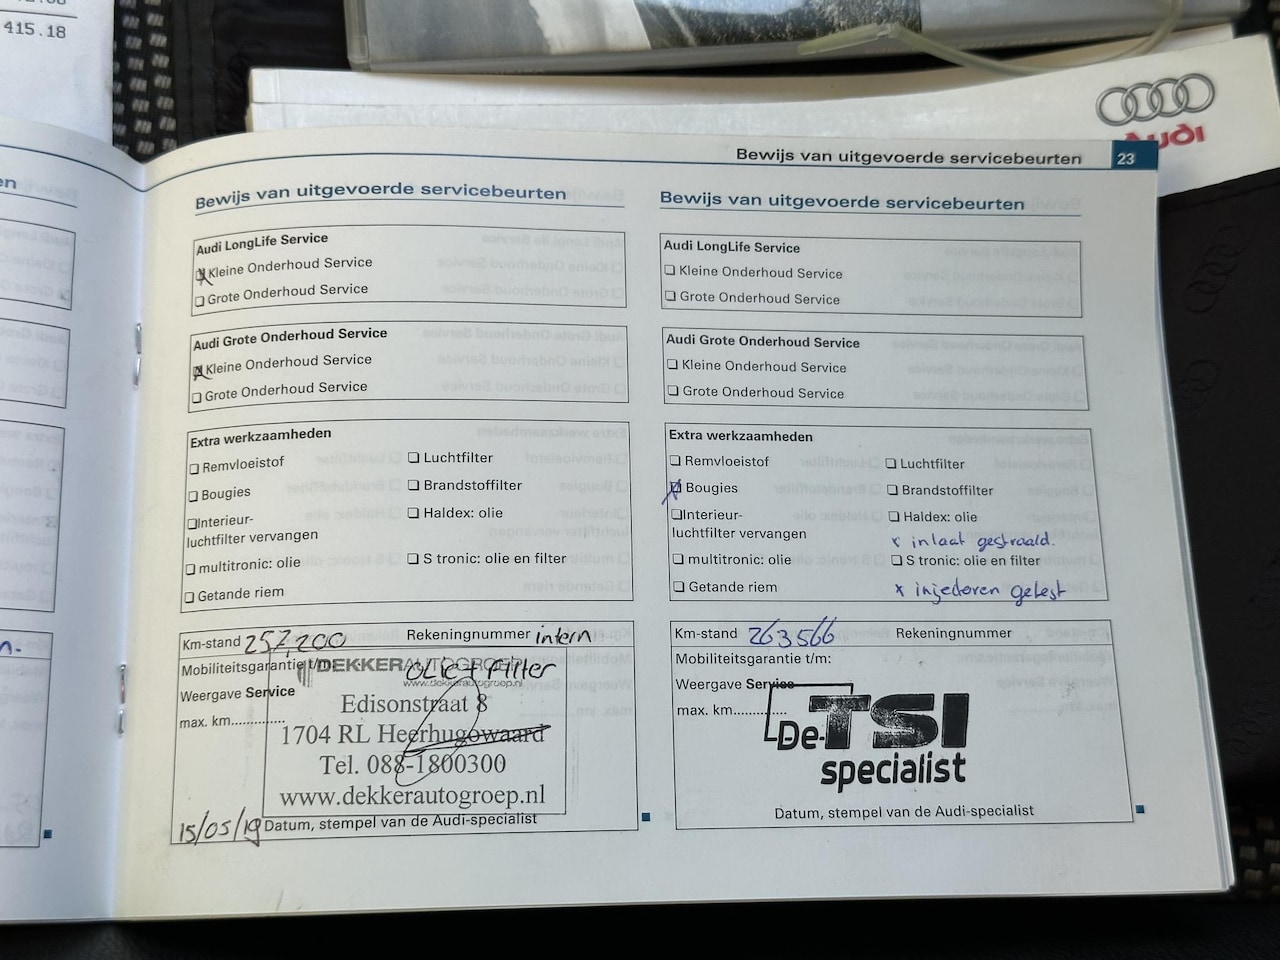 415.18
Audi
Bewijs van uitgevoerde servicebeurten 23
en
Bewijs van uitgevoerde servicebeurten
Audi LongLife Service
Kleine Onderhoud Service
Grote Onderhoud Service
Audi Grote Onderhoud Service
Kleine Onderhoud Service
Grote Onderhoud Service
Extra werkzaamheden
Remvloeistof Luchtfilter
Bougies Brandstoffilter
Interieur- Haldex: olie
luchtfilter vervangen
multitronic: olie S tronic: olie en filter
Getande riem
Km-stand 257,200 Rekeningnummer intern
Mobiliteitsgarantie t/m: DEKKERAUTOGROEP olie+filter
www.dekkerautogroep.nl
Weergave Service
Edisonstraat 8
max. km..............
1704 RL Heerhugowaard
Tel. 088-1800300
www.dekkerautogroep.nl
15/05/19 Datum, stempel van de Audi-specialist
Bewijs van uitgevoerde servicebeurten
Audi LongLife Service
Kleine Onderhoud Service
Grote Onderhoud Service
Audi Grote Onderhoud Service
Kleine Onderhoud Service
Grote Onderhoud Service
Extra werkzaamheden
Remvloeistof Luchtfilter
Bougies Brandstoffilter
Interieur- Haldex: olie
luchtfilter vervangen x inlaat gestraald.
multitronic: olie S tronic: olie en filter
Getande riem x injectoren getest
Km-stand 263566 Rekeningnummer
Mobiliteitsgarantie t/m:
Weergave Service
max. km..............
De TSI
specialist
Datum, stempel van de Audi-specialist